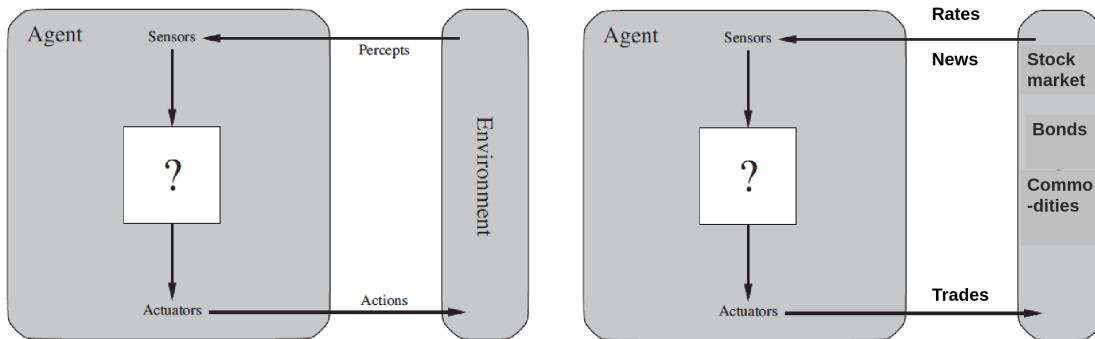 Agent
Sensors
Percepts
?
Environment
Actuators
Actions
Agent
Sensors
Rates
News
Stock
market
Bonds
Commo
-dities
?
Actuators
Trades